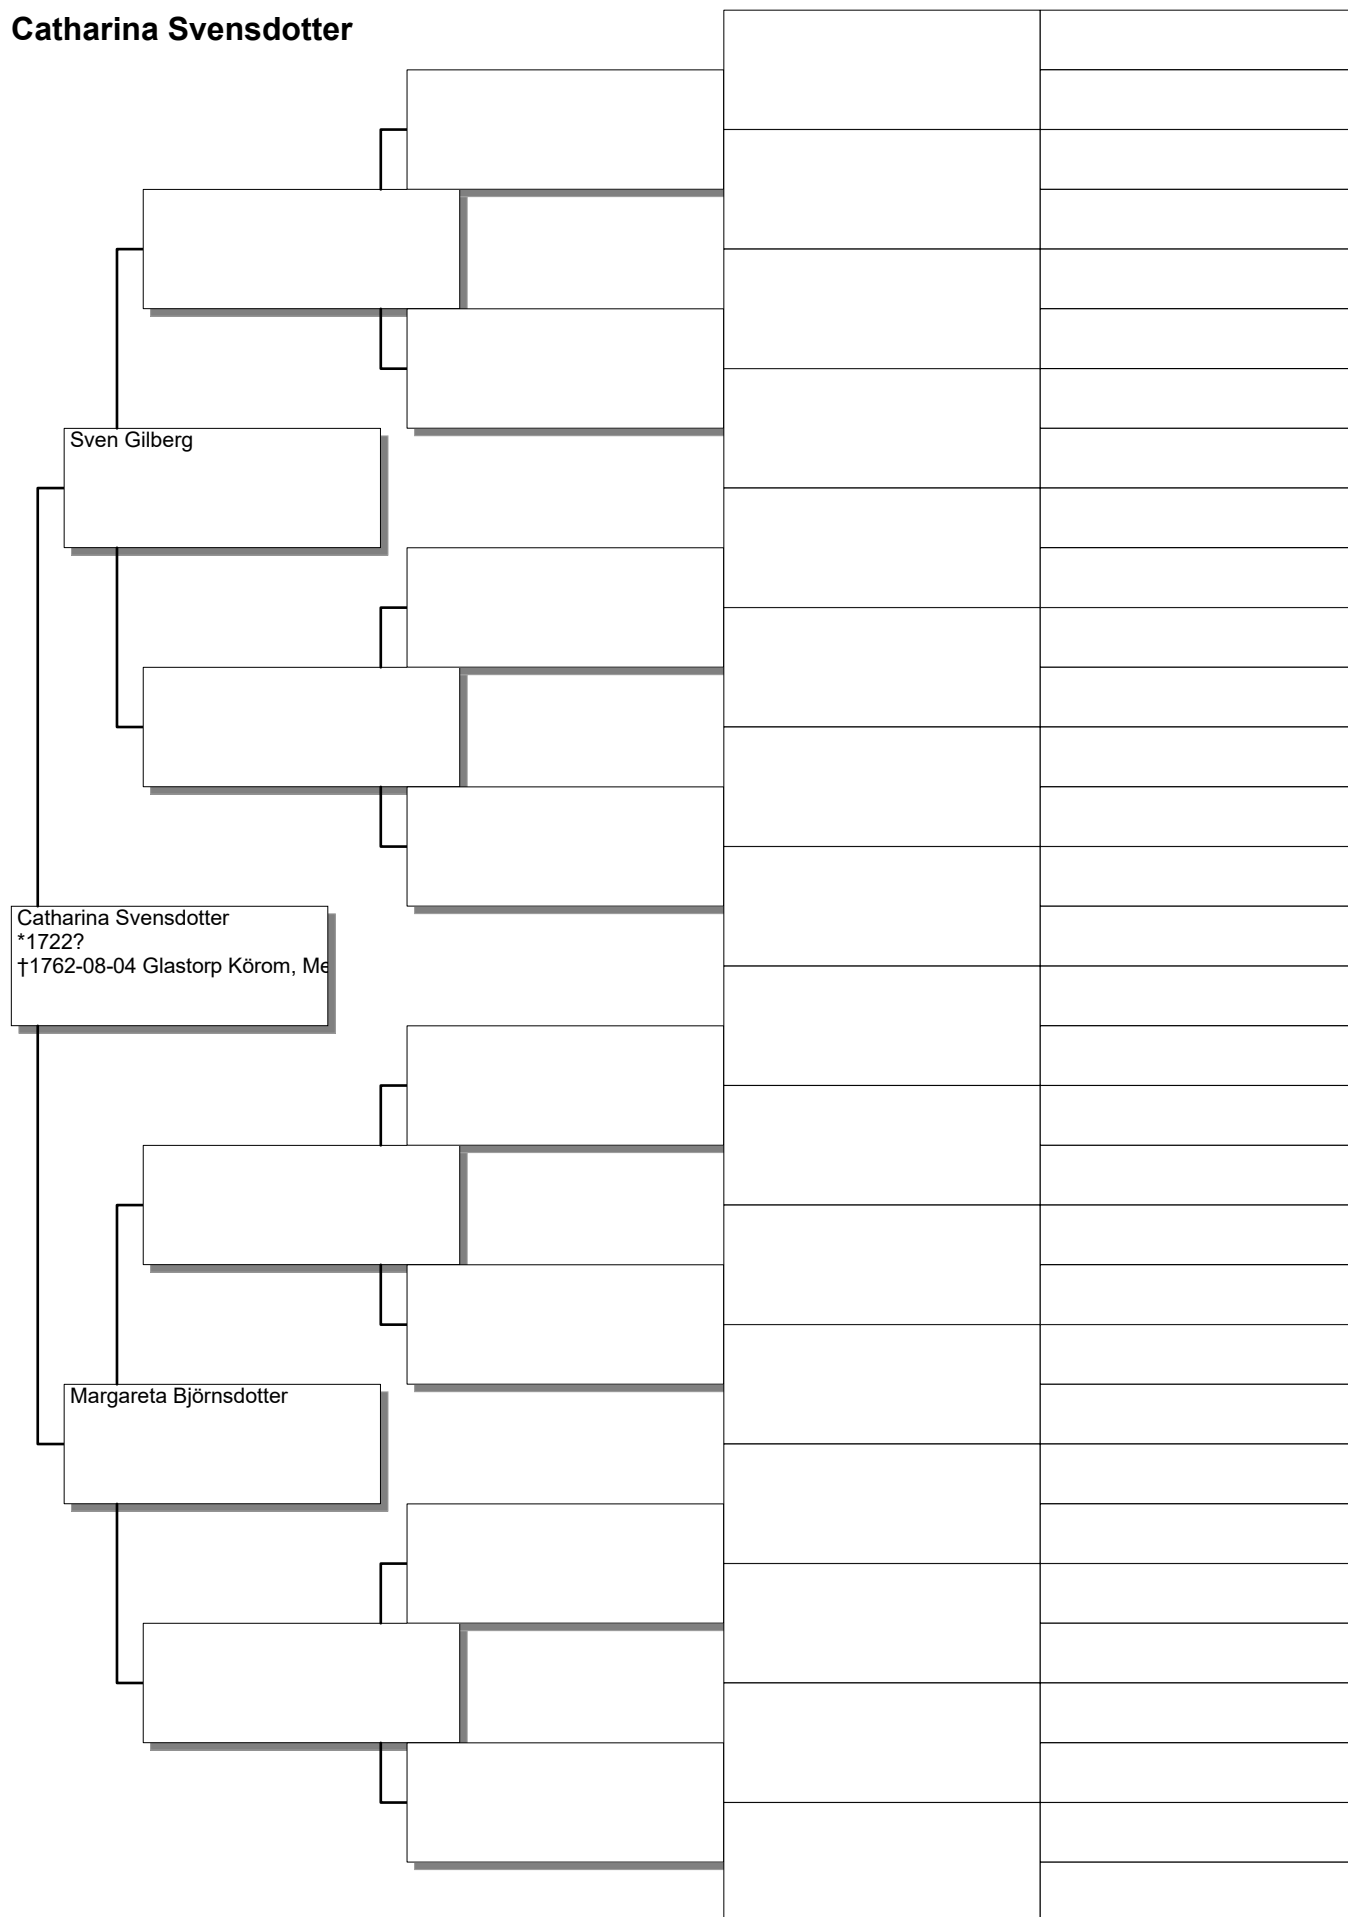 Catharina Svensdotter
Sven Gilberg
Catharina Svensdotter
*1722?
†1762-08-04 Glastorp Körom, Me
Margareta Björnsdotter